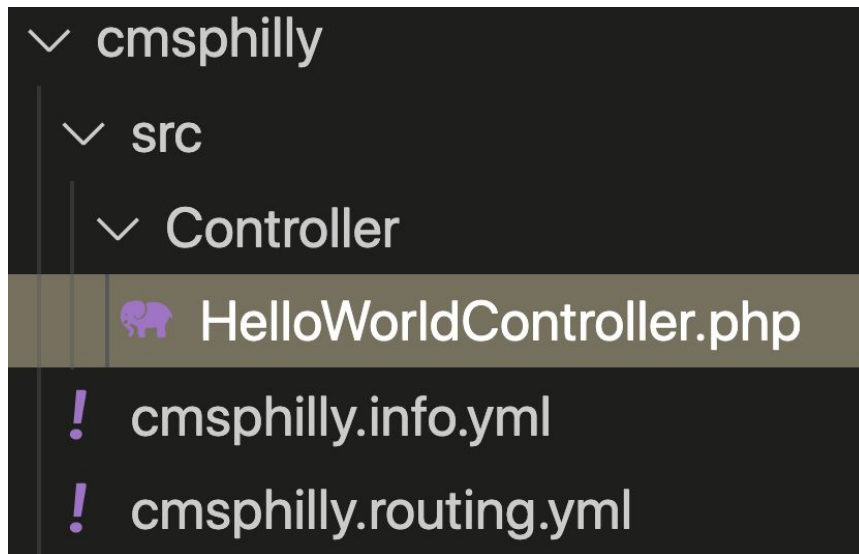 cmsphilly
src
Controller
HelloWorldController.php
cmsphilly.info.yml
cmsphilly.routing.yml